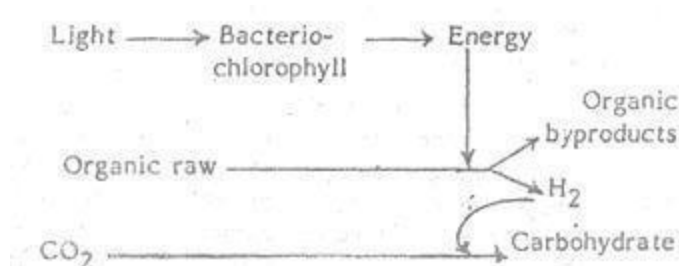 Light Bacterio- Energy
chlorophyll
Organic
byproducts
Organic raw
H2
CO2 Carbohydrate